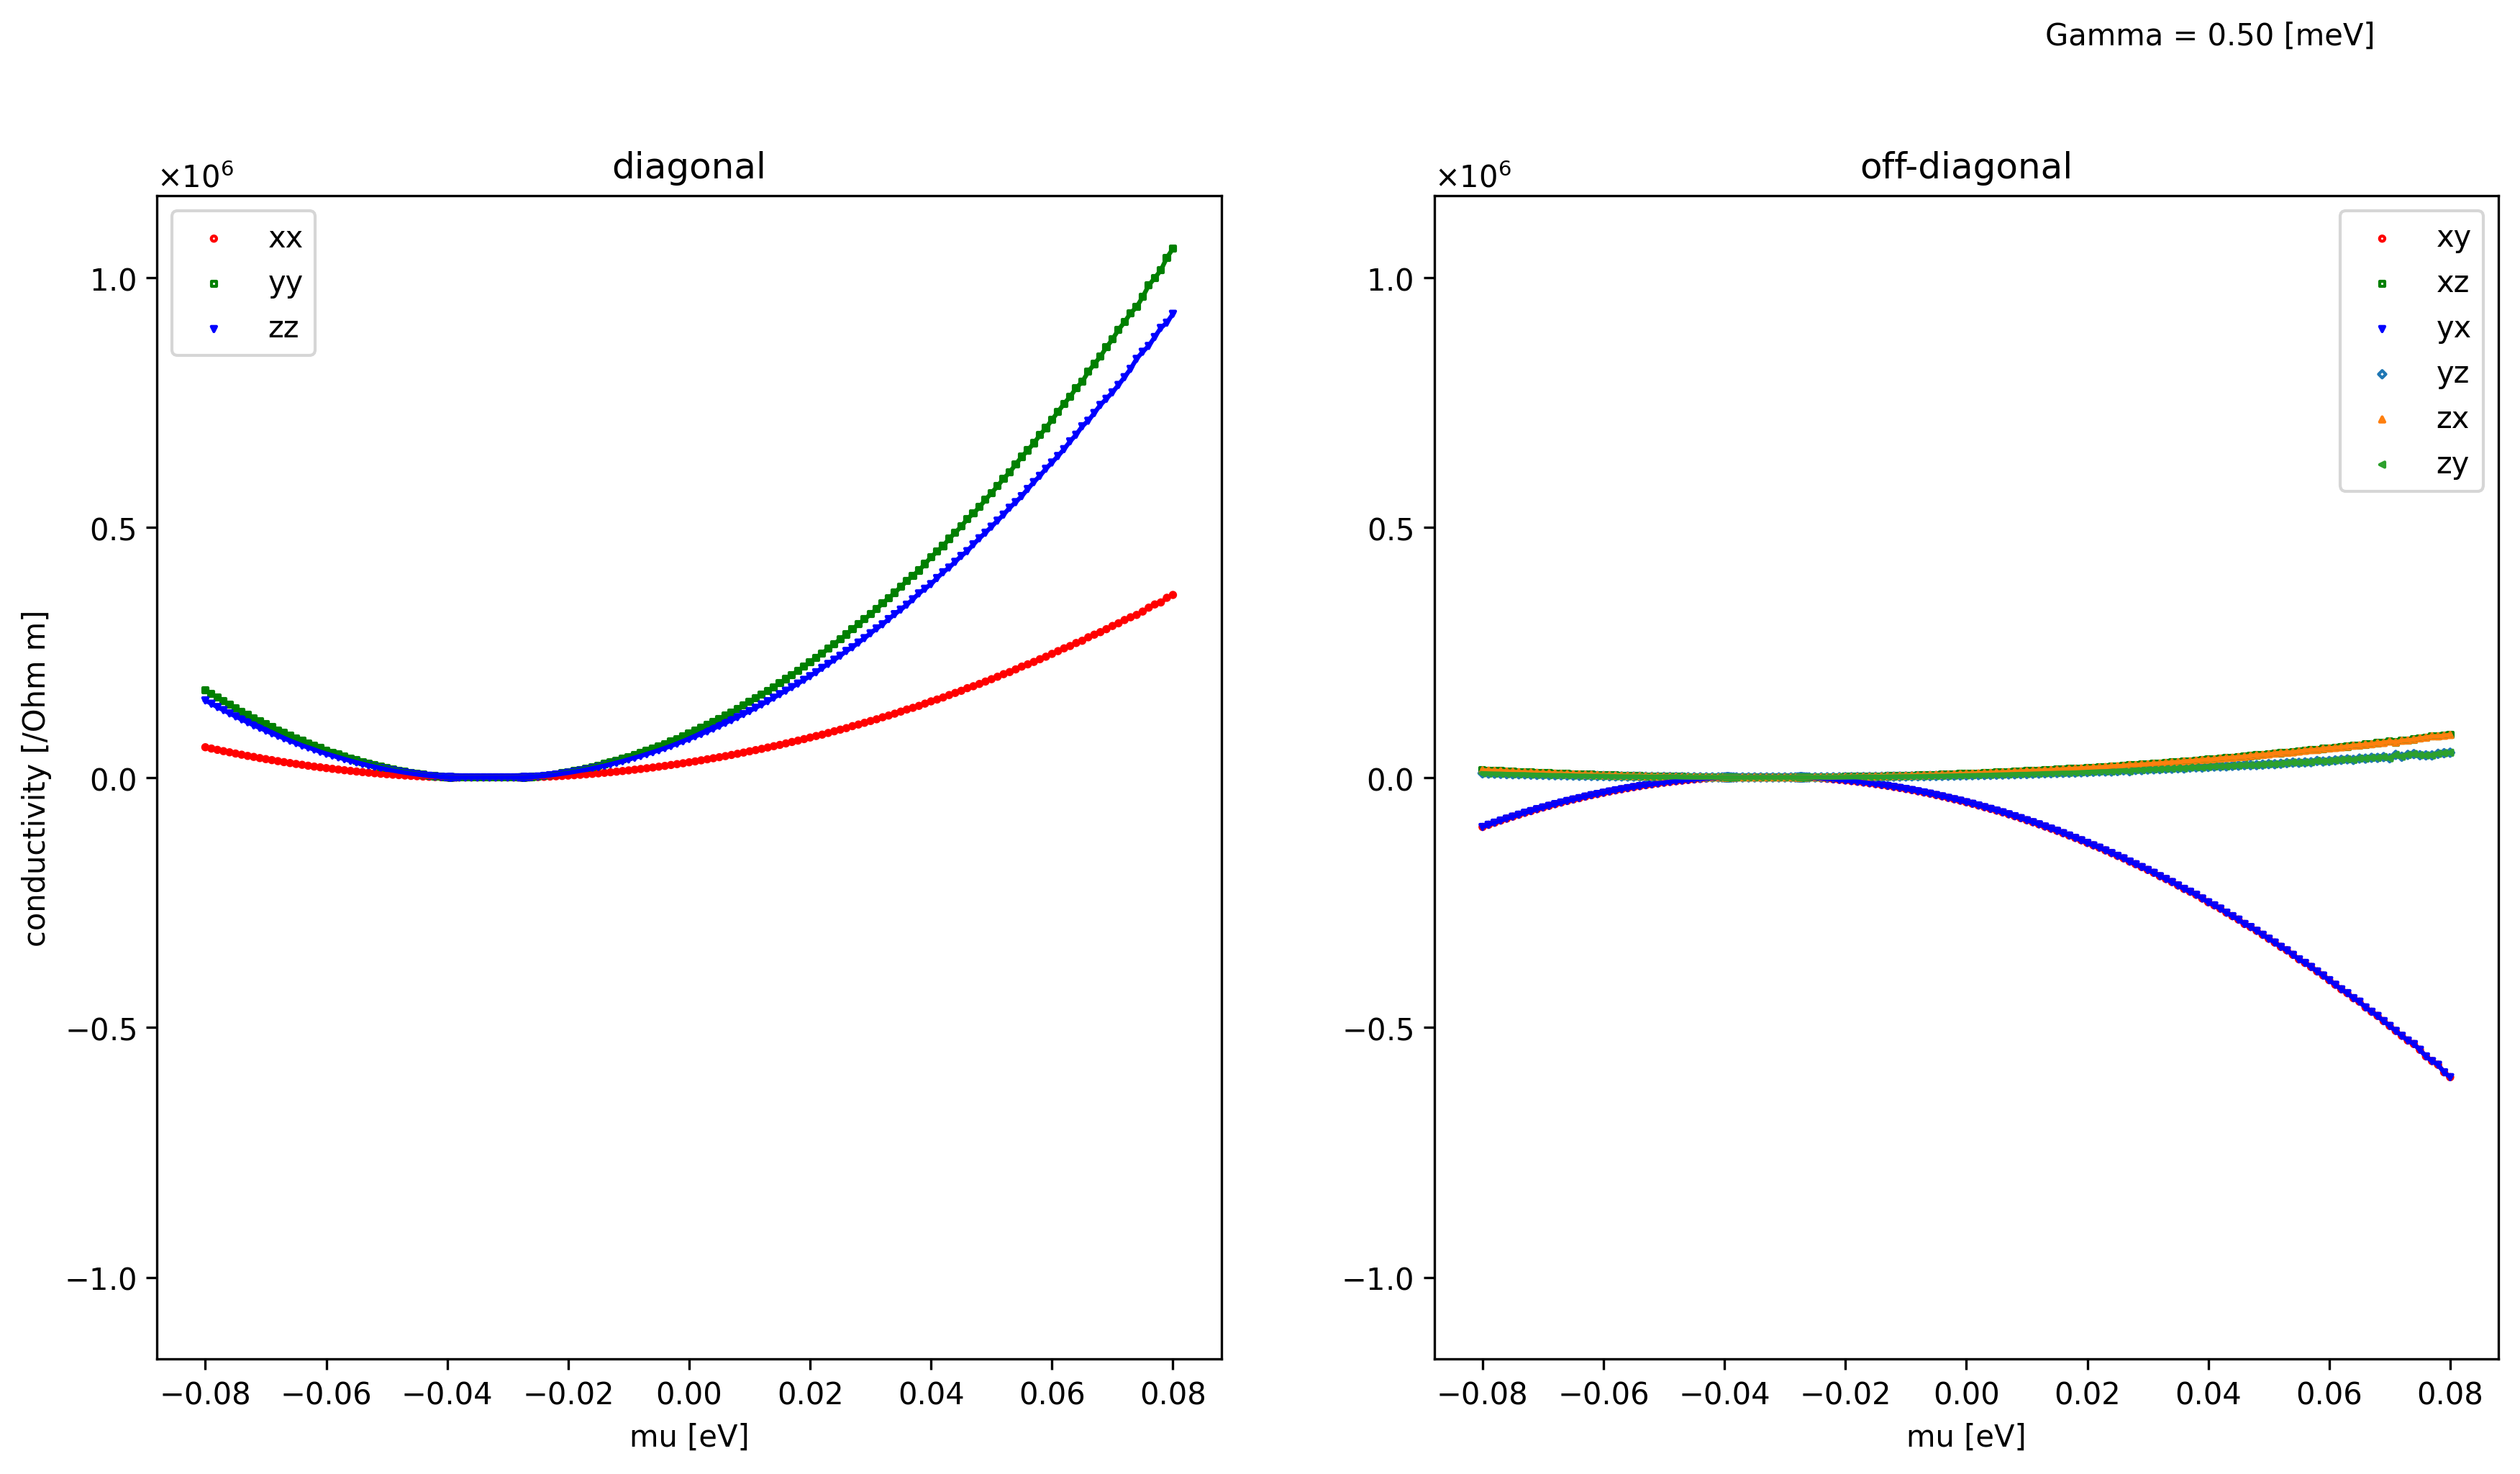 Gamma = 0.50 [meV]
diagonal
×10⁶
xx
yy
zz
1.0
0.5
0.0
−0.5
−1.0
conductivity [/Ohm m]
−0.08 −0.06 −0.04 −0.02 0.00 0.02 0.04 0.06 0.08
mu [eV]
off-diagonal
×10⁶
xy
xz
yx
yz
zx
zy
1.0
0.5
0.0
−0.5
−1.0
−0.08 −0.06 −0.04 −0.02 0.00 0.02 0.04 0.06 0.08
mu [eV]